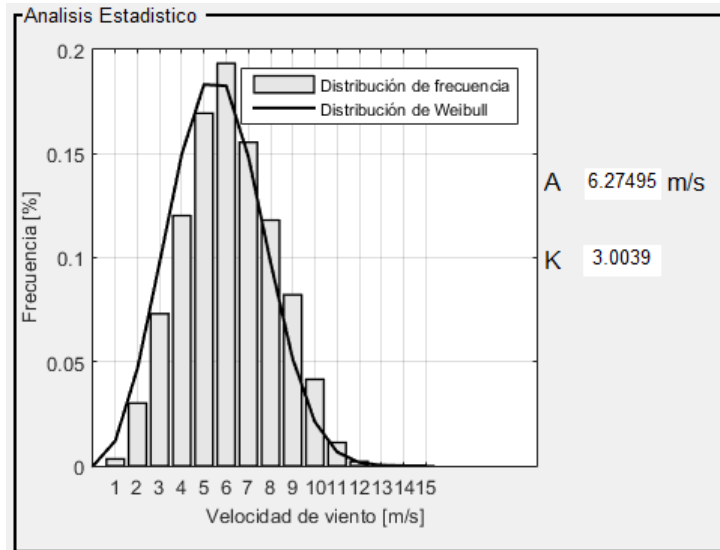 Analisis Estadistico
0.2
0.15
0.1
0.05
0
Frecuencia [%]
Distribución de frecuencia
Distribución de Weibull
1 2 3 4 5 6 7 8 9 10 11 12 13 14 15
Velocidad de viento [m/s]
A 6.27495 m/s
K 3.0039